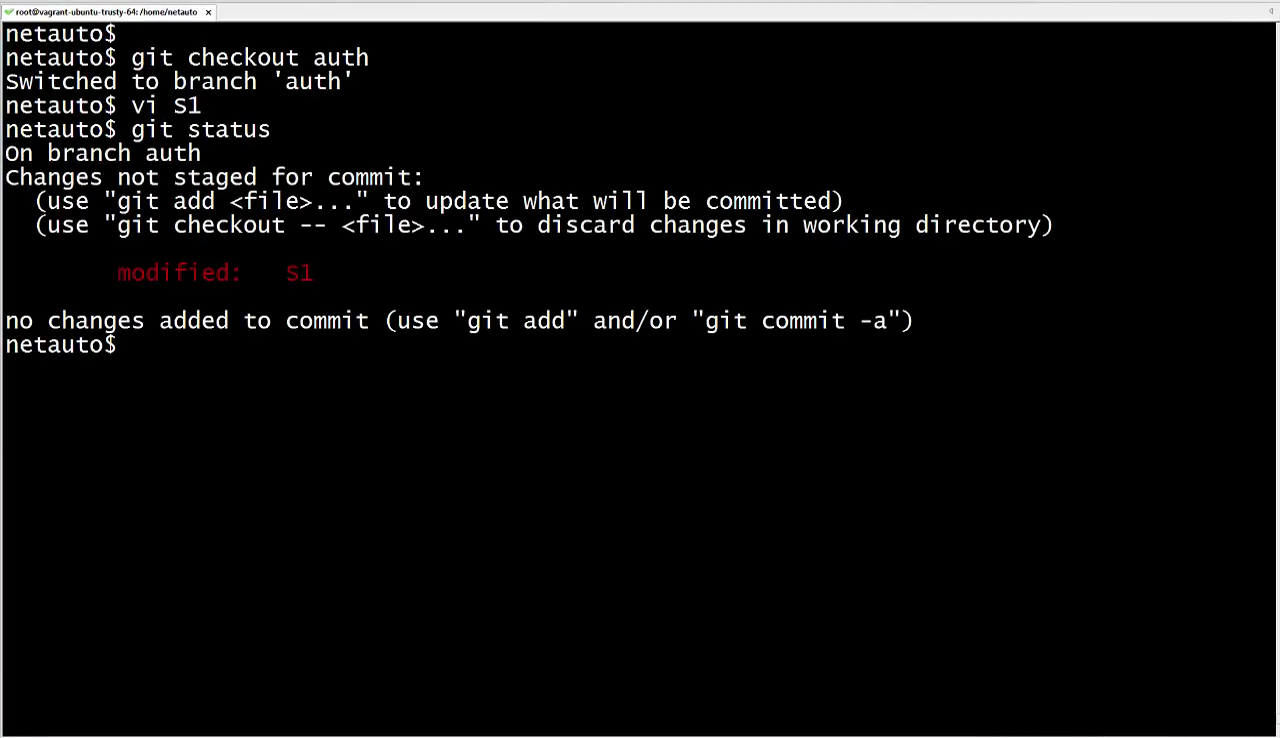 root@vagrant-ubuntu-trusty-64: /home/netauto ×
netauto$
netauto$ git checkout auth
Switched to branch 'auth'
netauto$ vi S1
netauto$ git status
On branch auth
Changes not staged for commit:
  (use "git add <file>..." to update what will be committed)
  (use "git checkout -- <file>..." to discard changes in working directory)
        modified:   S1
no changes added to commit (use "git add" and/or "git commit -a")
netauto$